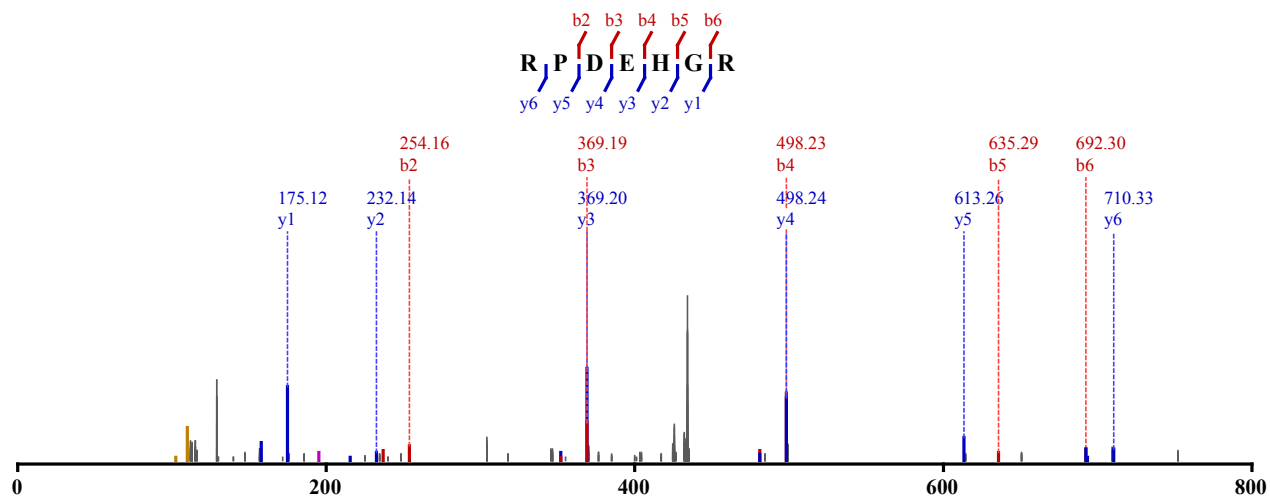 b2 b3 b4 b5 b6
R P D E H G R
y6 y5 y4 y3 y2 y1
254.16 369.19 498.23 635.29 692.30
b2 b3 b4 b5 b6
175.12 232.14 369.20 498.24 613.26 710.33
y1 y2 y3 y4 y5 y6
0 200 400 600 800